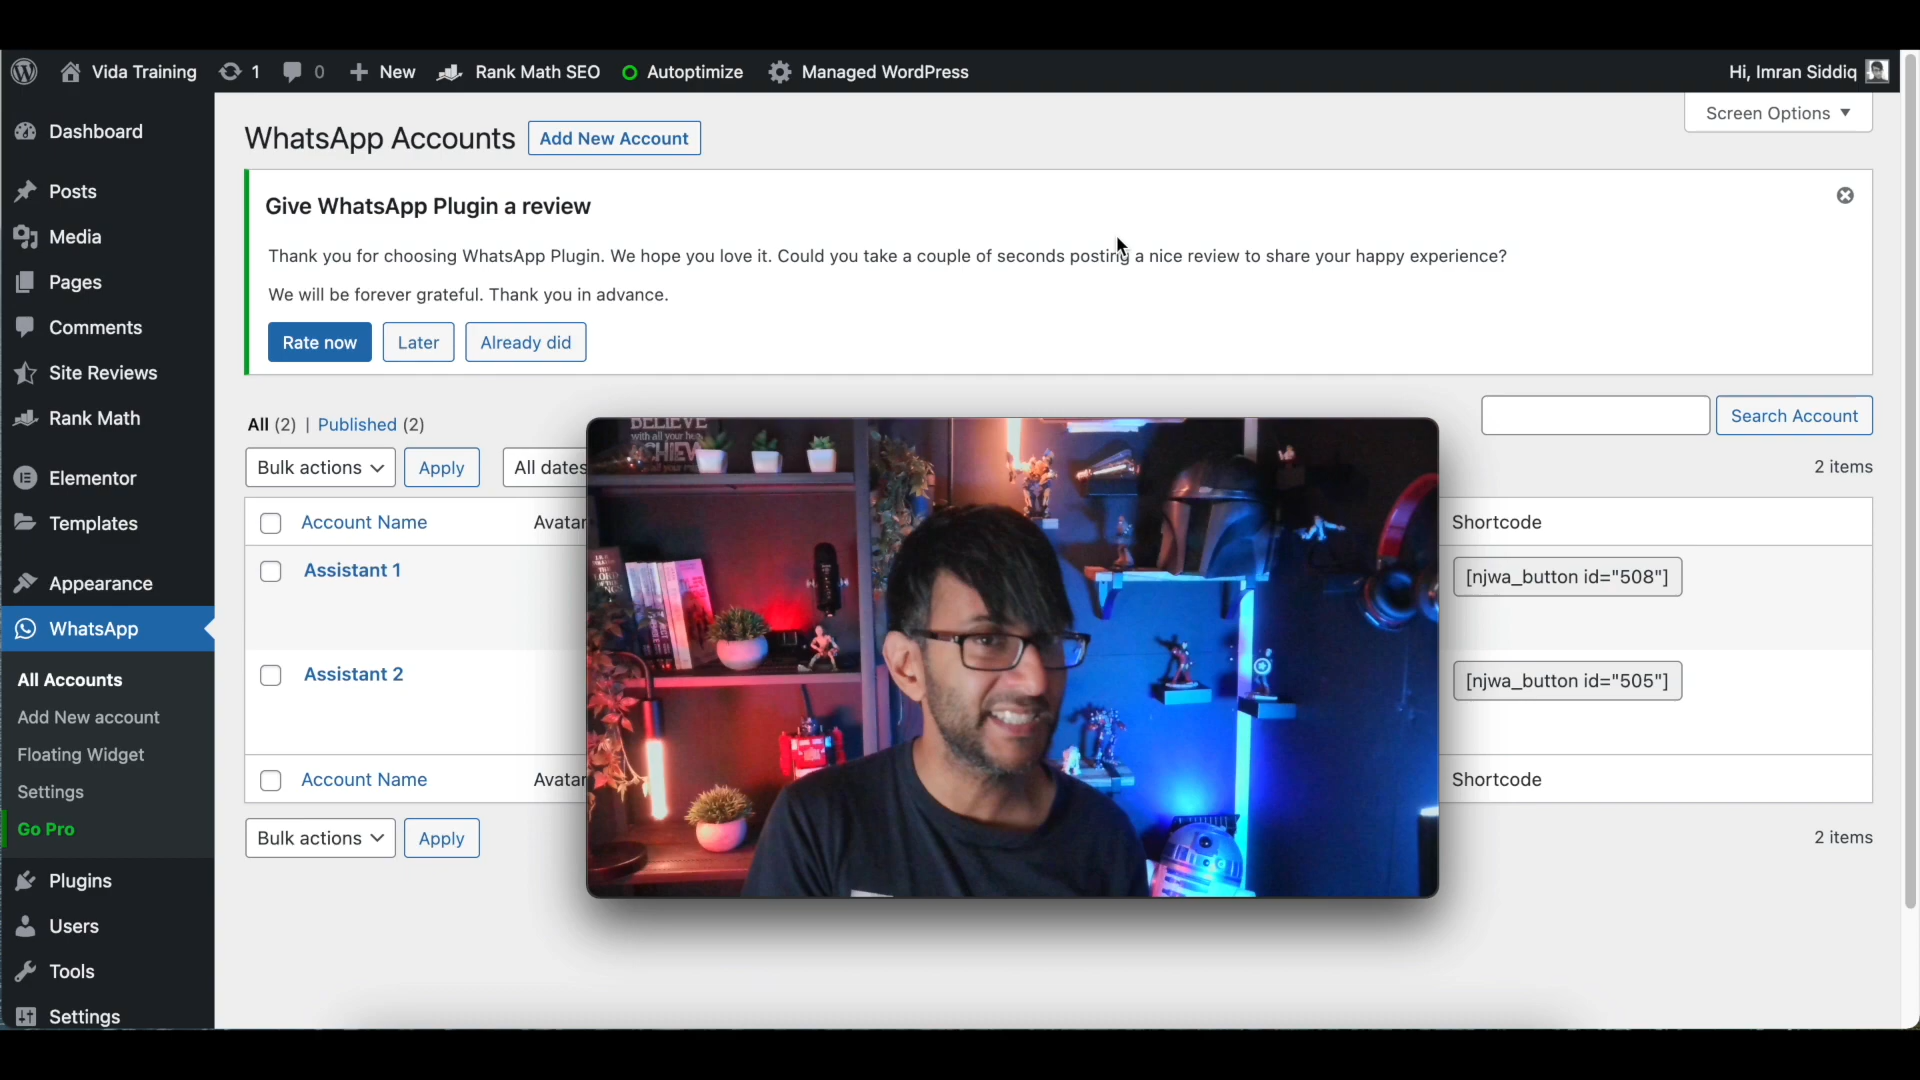 Vida Training
1
0
New
Rank Math SEO
Autoptimize
Managed WordPress
Hi, Imran Siddiq
Screen Options
Dashboard
Posts
Media
Pages
Comments
Site Reviews
Rank Math
Elementor
Templates
Appearance
WhatsApp
All Accounts
Add New account
Floating Widget
Settings
Go Pro
Plugins
Users
Tools
Settings
WhatsApp Accounts
Add New Account
Give WhatsApp Plugin a review
Thank you for choosing WhatsApp Plugin. We hope you love it. Could you take a couple of seconds posting a nice review to share your happy experience?
We will be forever grateful. Thank you in advance.
Rate now
Later
Already did
All (2) | Published (2)
Search Account
Bulk actions
Apply
All dates
2 items
Account Name
Avatar
Shortcode
Assistant 1
[njwa_button id="508"]
Assistant 2
[njwa_button id="505"]
Account Name
Avatar
Shortcode
Bulk actions
Apply
2 items
BELIEVE
with all your